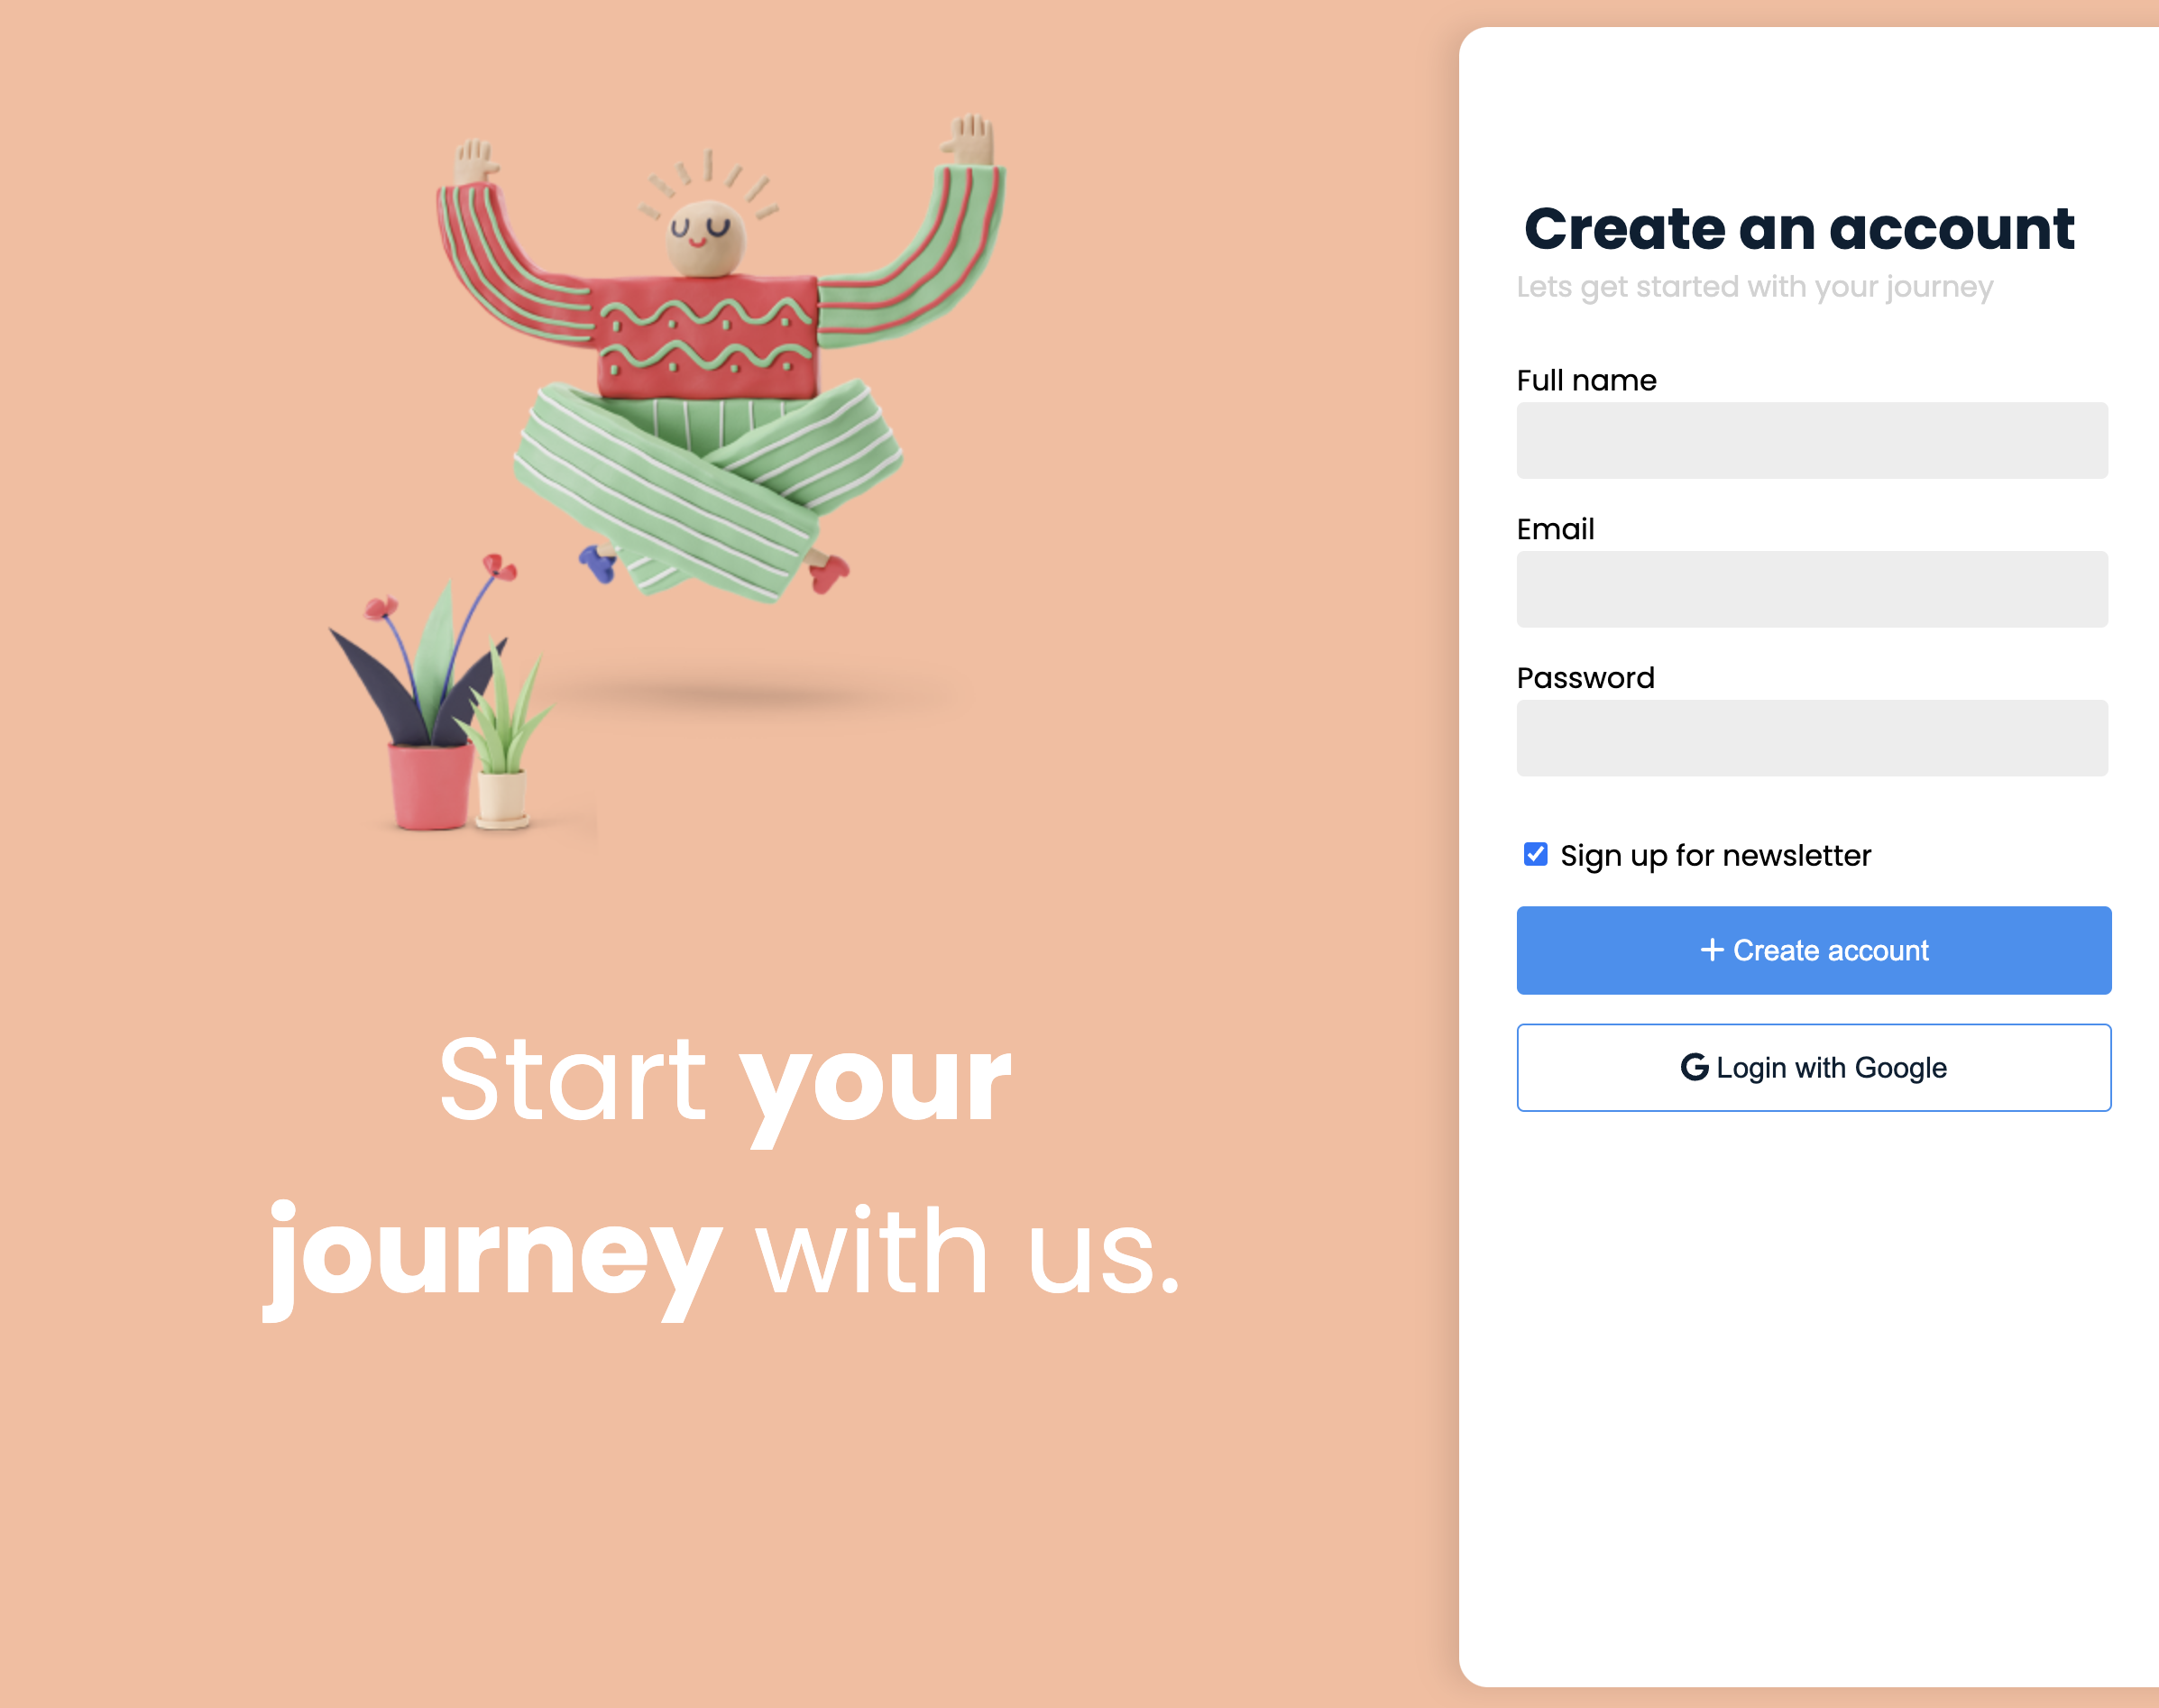 Create an account
Lets get started with your journey
Full name
Email
Password
Sign up for newsletter
+ Create account
G Login with Google
Start your
journey with us.